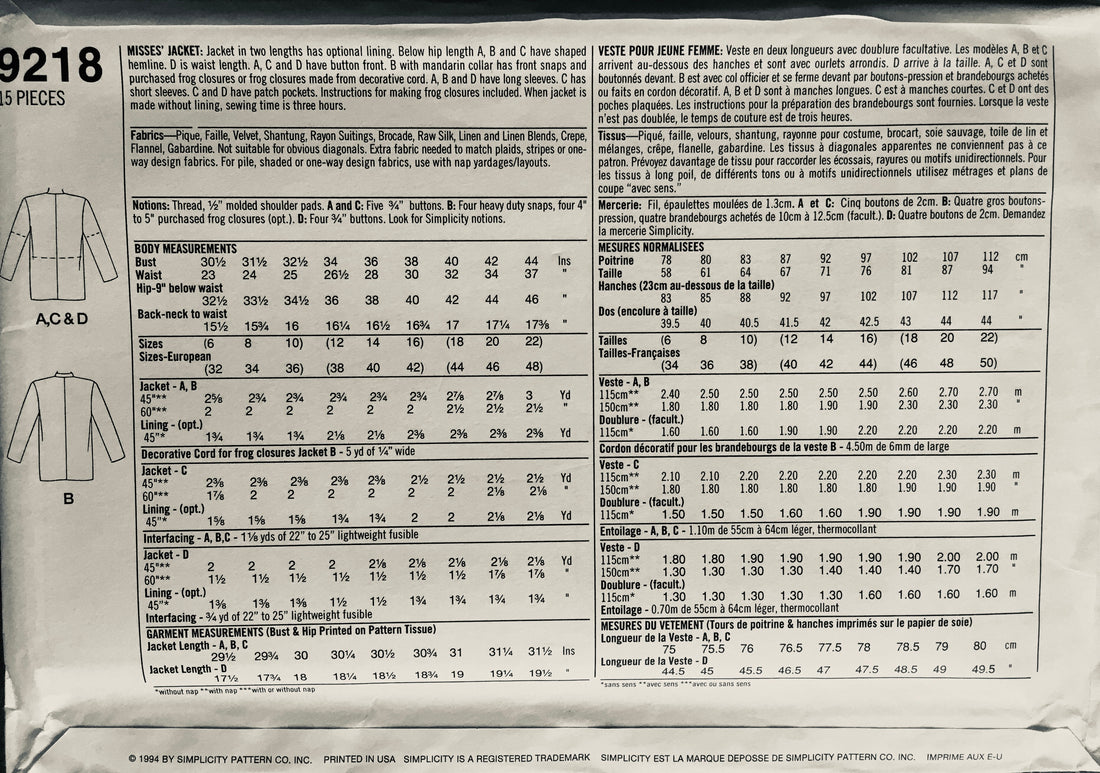 9218
15 PIECES
A,C & D
B
MISSES' JACKET: Jacket in two lengths has optional lining. Below hip length A, B and C have shaped
hemline. D is waist length. A, C and D have button front. B with mandarin collar has front snaps and
purchased frog closures or frog closures made from decorative cord. A, B and D have long sleeves. C has
short sleeves. C and D have patch pockets. Instructions for making frog closures included. When jacket is
made without lining, sewing time is three hours.
Fabrics—Pique, Faille, Velvet, Shantung, Rayon Suitings, Brocade, Raw Silk, Linen and Linen Blends, Crepe,
Flannel, Gabardine. Not suitable for obvious diagonals. Extra fabric needed to match plaids, stripes or one-
way design fabrics. For pile, shaded or one-way design fabrics, use with nap yardages/layouts.
Notions: Thread, ½" molded shoulder pads. A and C: Five ¾" buttons. B: Four heavy duty snaps, four 4"
to 5" purchased frog closures (opt.). D: Four ¾" buttons. Look for Simplicity notions.
BODY MEASUREMENTS
Bust 30½ 31½ 32½ 34 36 38 40 42 44 Ins
Waist 23 24 25 26½ 28 30 32 34 37 "
Hip-9" below waist
32½ 33½ 34½ 36 38 40 42 44 46 "
Back-neck to waist
15½ 15¾ 16 16¼ 16½ 16¾ 17 17¼ 17⅜ "
Sizes (6 8 10) (12 14 16) (18 20 22)
Sizes-European
(32 34 36) (38 40 42) (44 46 48)
Jacket - A, B
45"** 2⅝ 2¾ 2¾ 2¾ 2¾ 2¾ 2⅞ 2⅞ 3 Yd
60"** 2 2 2 2 2 2 2½ 2½ 2½ "
Lining - (opt.)
45"* 1¾ 1¾ 1¾ 2⅛ 2⅛ 2⅜ 2⅜ 2⅜ 2⅜ Yd
Decorative Cord for frog closures Jacket B - 5 yd of ¼" wide
Jacket - C
45"** 2⅜ 2⅜ 2⅜ 2⅜ 2⅜ 2½ 2½ 2½ 2½ Yd
60"** 1⅞ 2 2 2 2 2 2 2⅛ 2⅛ "
Lining - (opt.)
45"* 1⅝ 1⅝ 1⅝ 1¾ 1¾ 2 2 2⅛ 2⅛ Yd
Interfacing - A, B,C - 1⅛ yds of 22" to 25" lightweight fusible
Jacket - D
45"** 2 2 2 2 2⅛ 2⅛ 2⅛ 2⅛ 2⅛ Yd
60"** 1½ 1½ 1½ 1½ 1½ 1½ 1½ 1⅞ 1⅞ "
Lining - (opt.)
45"* 1⅜ 1⅜ 1⅜ 1½ 1½ 1¾ 1¾ 1¾ 1¾ "
Interfacing - ¾ yd of 22" to 25" lightweight fusible
GARMENT MEASUREMENTS (Bust & Hip Printed on Pattern Tissue)
Jacket Length - A, B, C
29½ 29¾ 30 30¼ 30½ 30¾ 31 31¼ 31½ Ins
Jacket Length - D
17½ 17¾ 18 18¼ 18½ 18¾ 19 19¼ 19½ "
*without nap **with nap ***with or without nap
VESTE POUR JEUNE FEMME: Veste en deux longueurs avec doublure facultative. Les modèles A, B et C
arrivent au-dessous des hanches et sont avec ourlets arrondis. D arrive à la taille. A, C et D sont
boutonnés devant. B est avec col officier et se ferme devant par boutons-pression et brandebourgs achetés
ou faits en cordon décoratif. A, B et D sont à manches longues. C est à manches courtes. C et D ont des
poches plaquées. Les instructions pour la préparation des brandebourgs sont fournies. Lorsque la veste
n'est pas doublée, le temps de couture est de trois heures.
Tissus—Piqué, faille, velours, shantung, rayonne pour costume, brocart, soie sauvage, toile de lin et
mélanges, crêpe, flanelle, gabardine. Les tissus à diagonales apparentes ne conviennent pas à ce
patron. Prévoyez davantage de tissu pour raccorder les écossais, rayures ou motifs unidirectionnels. Pour
les tissus à long poil, de différents tons ou à motifs unidirectionnels utilisez métrages et plans de
coupe "avec sens."
Mercerie: Fil, épaulettes moulées de 1.3cm. A et C: Cinq boutons de 2cm. B: Quatre gros boutons-
pression, quatre brandebourgs achetés de 10cm à 12.5cm (facult.). D: Quatre boutons de 2cm. Demandez
la mercerie Simplicity.
MESURES NORMALISEES
Poitrine 78 80 83 87 92 97 102 107 112 cm
Taille 58 61 64 67 71 76 81 87 94 "
Hanches (23cm au-dessous de la taille)
83 85 88 92 97 102 107 112 117 "
Dos (encolure à taille)
39.5 40 40.5 41.5 42 42.5 43 44 44 "
Tailles (6 8 10) (12 14 16) (18 20 22)
Tailles-Françaises
(34 36 38) (40 42 44) (46 48 50)
Veste - A, B
115cm** 2.40 2.50 2.50 2.50 2.50 2.50 2.60 2.70 2.70 m
150cm** 1.80 1.80 1.80 1.80 1.90 1.90 2.30 2.30 2.30 "
Doublure - (facult.)
115cm* 1.60 1.60 1.60 1.90 1.90 2.20 2.20 2.20 2.20 m
Cordon décoratif pour les brandebourgs de la veste B - 4.50m de 6mm de large
Veste - C
115cm** 2.10 2.10 2.20 2.20 2.20 2.20 2.20 2.30 2.30 m
150cm** 1.80 1.80 1.80 1.80 1.80 1.80 1.90 1.90 1.90 "
Doublure - (facult.)
115cm* 1.50 1.50 1.50 1.60 1.60 1.90 1.90 1.90 1.90 m
Entoilage - A, B, C - 1.10m de 55cm à 64cm léger, thermocollant
Veste - D
115cm** 1.80 1.80 1.90 1.90 1.90 1.90 1.90 2.00 2.00 m
150cm** 1.30 1.30 1.30 1.30 1.40 1.40 1.40 1.70 1.70 "
Doublure - (facult.)
115cm* 1.30 1.30 1.30 1.30 1.30 1.60 1.60 1.60 1.60 m
Entoilage - 0.70m de 55cm à 64cm léger, thermocollant
MESURES DU VETEMENT (Tours de poitrine & hanches imprimés sur le papier de soie)
Longueur de la Veste - A, B, C
75 75.5 76 76.5 77.5 78 78.5 79 80 cm
Longueur de la Veste - D
44.5 45 45.5 46.5 47 47.5 48.5 49 49.5 "
*sans sens **avec sens ***avec ou sans sens
© 1994 BY SIMPLICITY PATTERN CO. INC. PRINTED IN USA SIMPLICITY IS A REGISTERED TRADEMARK SIMPLICITY EST LA MARQUE DEPOSSE DE SIMPLICITY PATTERN CO. INC. IMPRIME AUX E-U